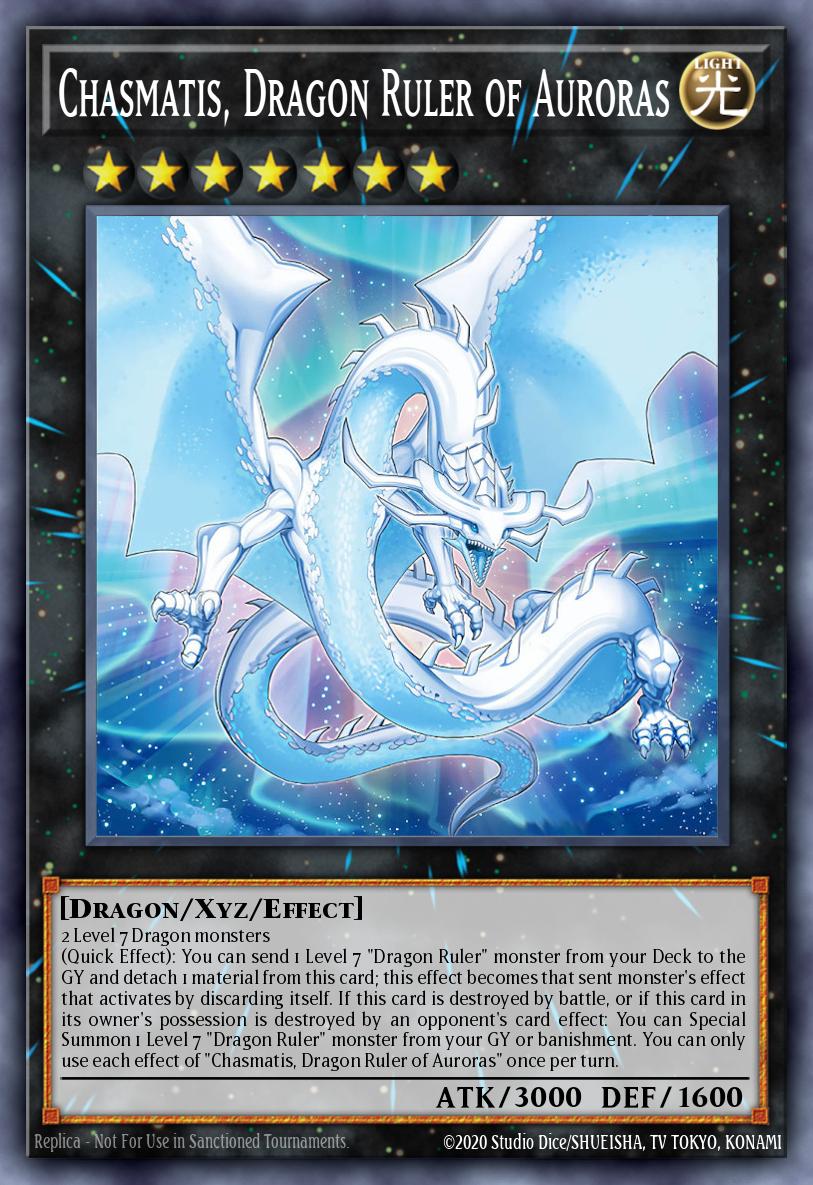 Chasmatis, Dragon Ruler of Auroras
LIGHT
光
[Dragon/Xyz/Effect]
2 Level 7 Dragon monsters
(Quick Effect): You can send 1 Level 7 "Dragon Ruler" monster from your Deck to the
GY and detach 1 material from this card; this effect becomes that sent monster's effect
that activates by discarding itself. If this card is destroyed by battle, or if this card in
its owner's possession is destroyed by an opponent's card effect: You can Special
Summon 1 Level 7 "Dragon Ruler" monster from your GY or banishment. You can only
use each effect of "Chasmatis, Dragon Ruler of Auroras" once per turn.
ATK/3000 DEF/1600
Replica - Not For Use in Sanctioned Tournaments.
©2020 Studio Dice/SHUEISHA, TV TOKYO, KONAMI